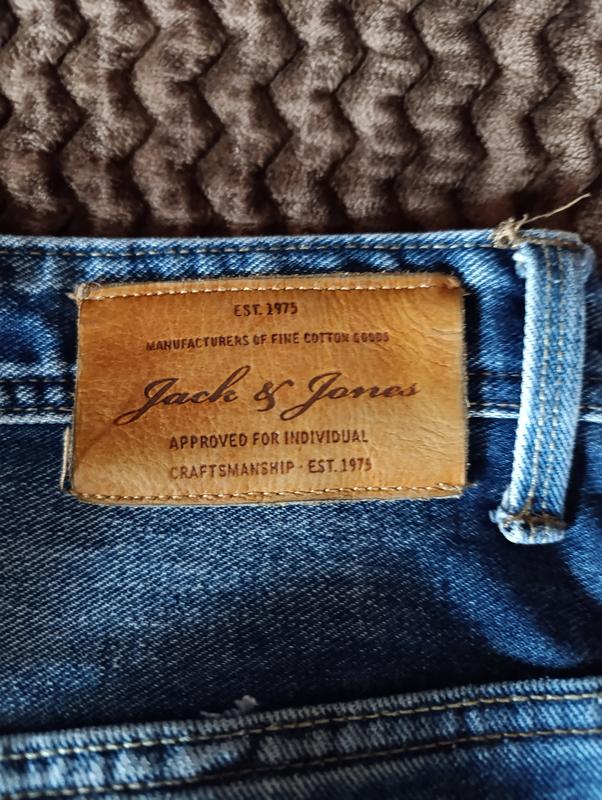 EST. 1975
MANUFACTURERS OF FINE COTTON GOODS
Jack & Jones
APPROVED FOR INDIVIDUAL
CRAFTSMANSHIP · EST. 1975